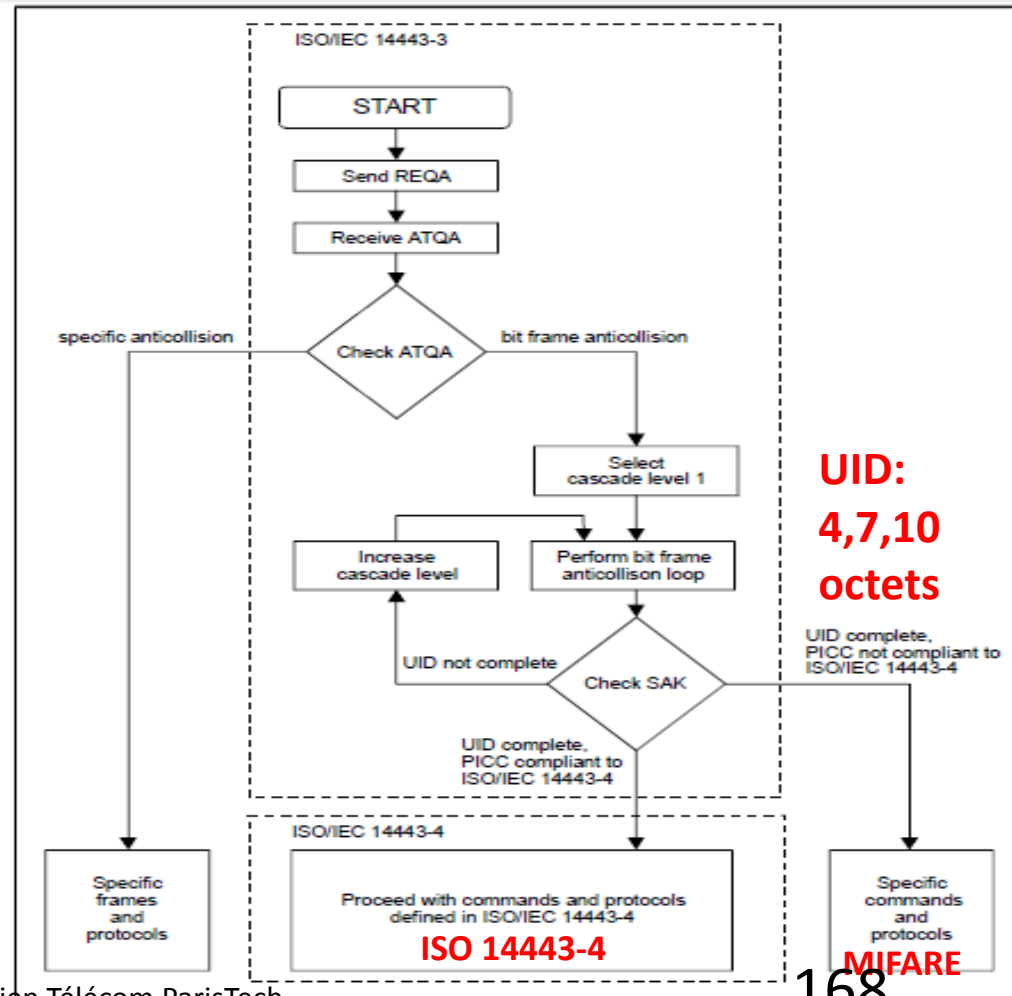 ISO/IEC 14443-3
START
Send REQA
Receive ATQA
specific anticollision
Check ATQA
bit frame anticollision
Select
cascade level 1
UID:
4,7,10
octets
Increase
cascade level
Perform bit frame
anticollison loop
UID complete,
PICC not compliant to
ISO/IEC 14443-4
UID not complete
Check SAK
UID complete,
PICC compliant to
ISO/IEC 14443-4
ISO/IEC 14443-4
Specific
frames
and
protocols
Proceed with commands and protocols
defined in ISO/IEC 14443-4
ISO 14443-4
Specific
commands
and
protocols
MIFARE
Télécom ParisTech
168